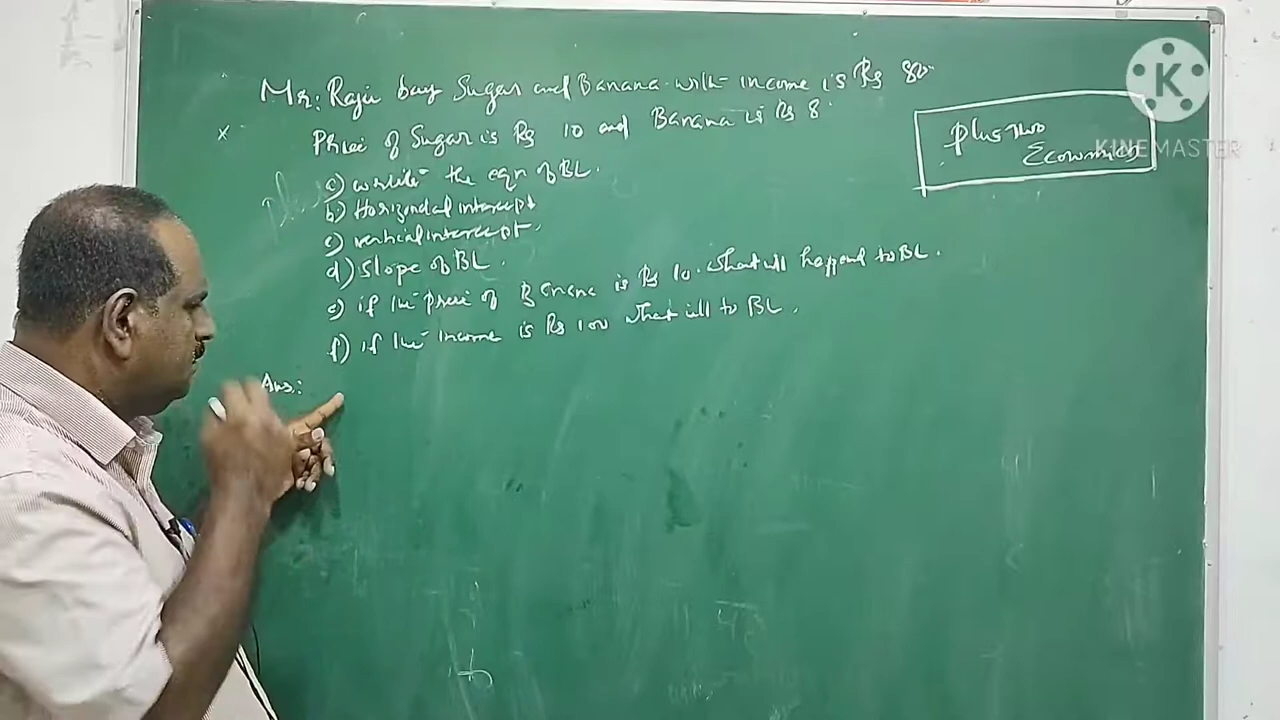 Mr: Raju buy Sugar and Banana with income is Rs 80.
Price of Sugar is Rs 10 and Banana is Rs 8.
a) write the eqn of BL.
b) Horizondal intercept
c) vertical intercept.
d) Slope of BL.
e) if the price of Banana is Rs 10. what will happend to BL.
f) if the income is Rs 100 what will to BL.
Ans:
plus two
Economics
K
KINEMASTER